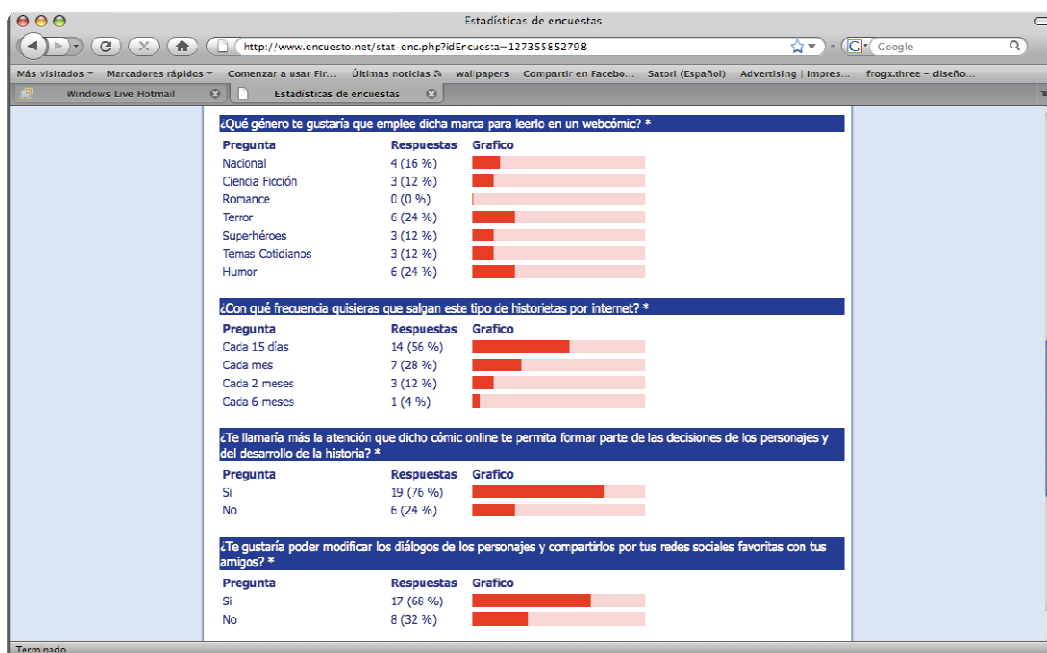 Estadísticas de encuestas
http://www.encuesto.net/stat-enc.php?idEncuesta=127355852798
Google
Más visitados Marcadores rápidos Comenzar a usar Fir... Últimas noticias wallpapers Compartir en Facebo... Satori (Español) Advertising | Impres... frogx.three - diseño...
Windows Live Hotmail Estadísticas de encuestas
¿Qué género te gustaría que emplee dicha marca para leerlo en un webcómic? *
Pregunta Respuestas Grafico
Nacional 4 (16 %)
Ciencia Ficción 3 (12 %)
Romance 0 (0 %)
Terror 6 (24 %)
Superhéroes 3 (12 %)
Temas Cotidianos 3 (12 %)
Humor 6 (24 %)
¿Con qué frecuencia quisieras que salgan este tipo de historietas por internet? *
Pregunta Respuestas Grafico
Cada 15 días 14 (56 %)
Cada mes 7 (28 %)
Cada 2 meses 3 (12 %)
Cada 6 meses 1 (4 %)
¿Te llamaría más la atención que dicho cómic online te permita formar parte de las decisiones de los personajes y
del desarrollo de la historia? *
Pregunta Respuestas Grafico
Si 19 (76 %)
No 6 (24 %)
¿Te gustaría poder modificar los diálogos de los personajes y compartirlos por tus redes sociales favoritas con tus
amigos? *
Pregunta Respuestas Grafico
Si 17 (68 %)
No 8 (32 %)
Terminado